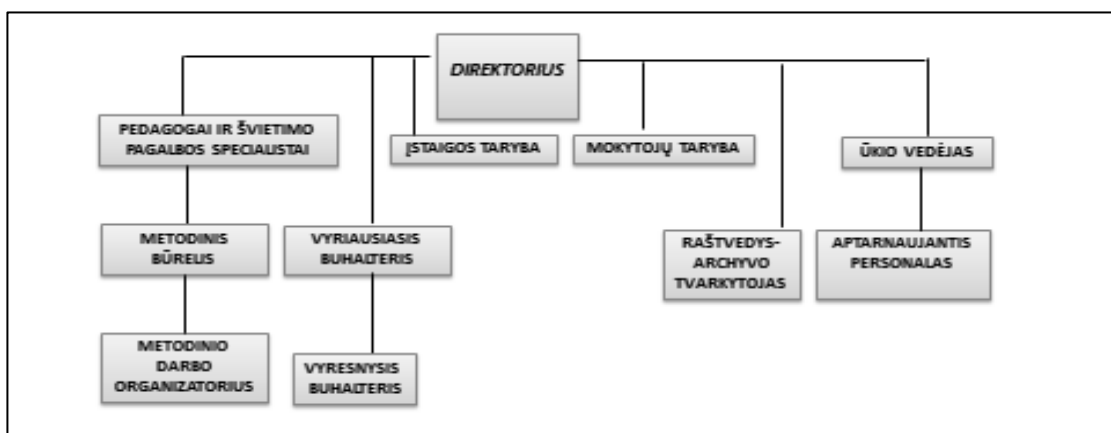 DIREKTORIUS
PEDAGOGAI IR ŠVIETIMO
PAGALBOS SPECIALISTAI
ĮSTAIGOS TARYBA
MOKYTOJŲ TARYBA
ŪKIO VEDĖJAS
METODINIS
BŪRELIS
VYRIAUSIASIS
BUHALTERIS
RAŠTVEDYS-
ARCHYVO
TVARKYTOJAS
APTARNAUJANTIS
PERSONALAS
METODINIO
DARBO
ORGANIZATORIUS
VYRESNYSIS
BUHALTERIS